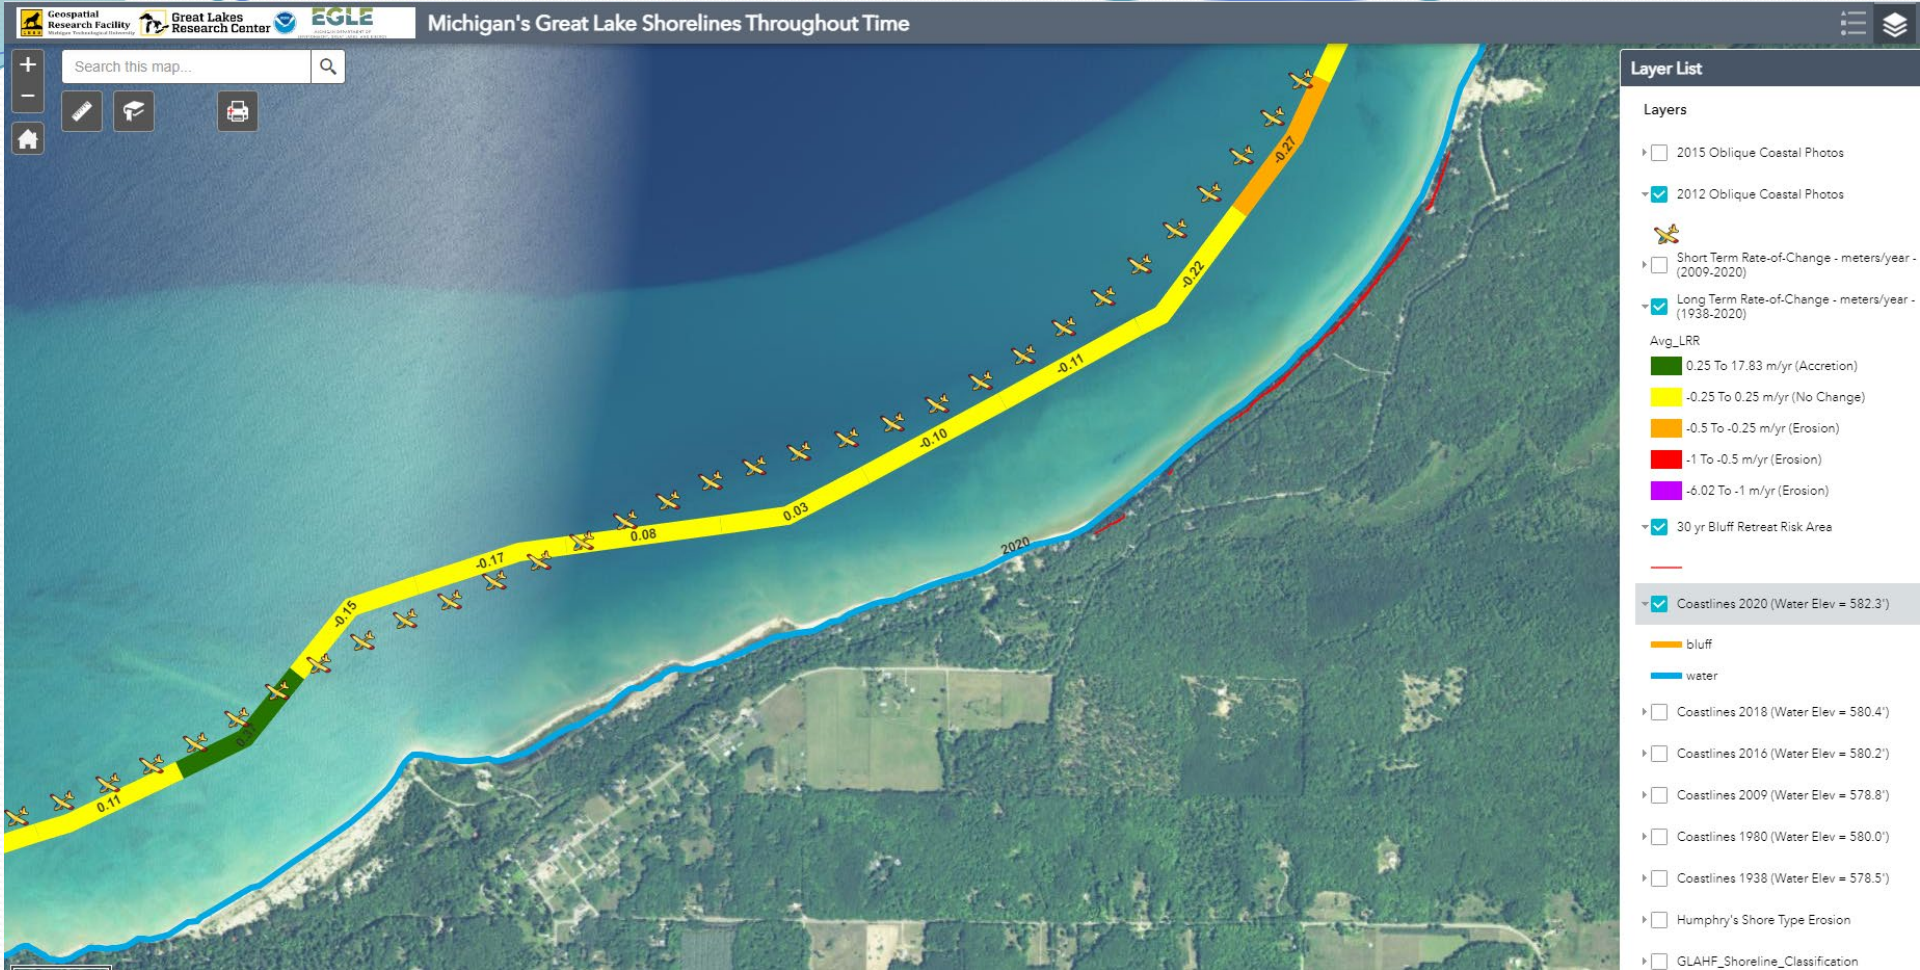 Geospatial
Research Facility
Michigan Technological University
Great Lakes
Research Center
EGLE
Michigan's Great Lake Shorelines Throughout Time
+
Search this map...
−
Layer List
Layers
2015 Oblique Coastal Photos
2012 Oblique Coastal Photos
Short Term Rate-of-Change - meters/year -
(2009-2020)
Long Term Rate-of-Change - meters/year -
(1938-2020)
Avg_LRR
0.25 To 17.83 m/yr (Accretion)
-0.25 To 0.25 m/yr (No Change)
-0.5 To -0.25 m/yr (Erosion)
-1 To -0.5 m/yr (Erosion)
-6.02 To -1 m/yr (Erosion)
30 yr Bluff Retreat Risk Area
Coastlines 2020 (Water Elev = 582.3')
bluff
water
Coastlines 2018 (Water Elev = 580.4')
Coastlines 2016 (Water Elev = 580.2')
Coastlines 2009 (Water Elev = 578.8')
Coastlines 1980 (Water Elev = 580.0')
Coastlines 1938 (Water Elev = 578.5')
Humphry's Shore Type Erosion
GLAHF_Shoreline_Classification
-0.27
-0.22
-0.11
-0.10
0.03
0.08
-0.17
-0.15
0.11
2020